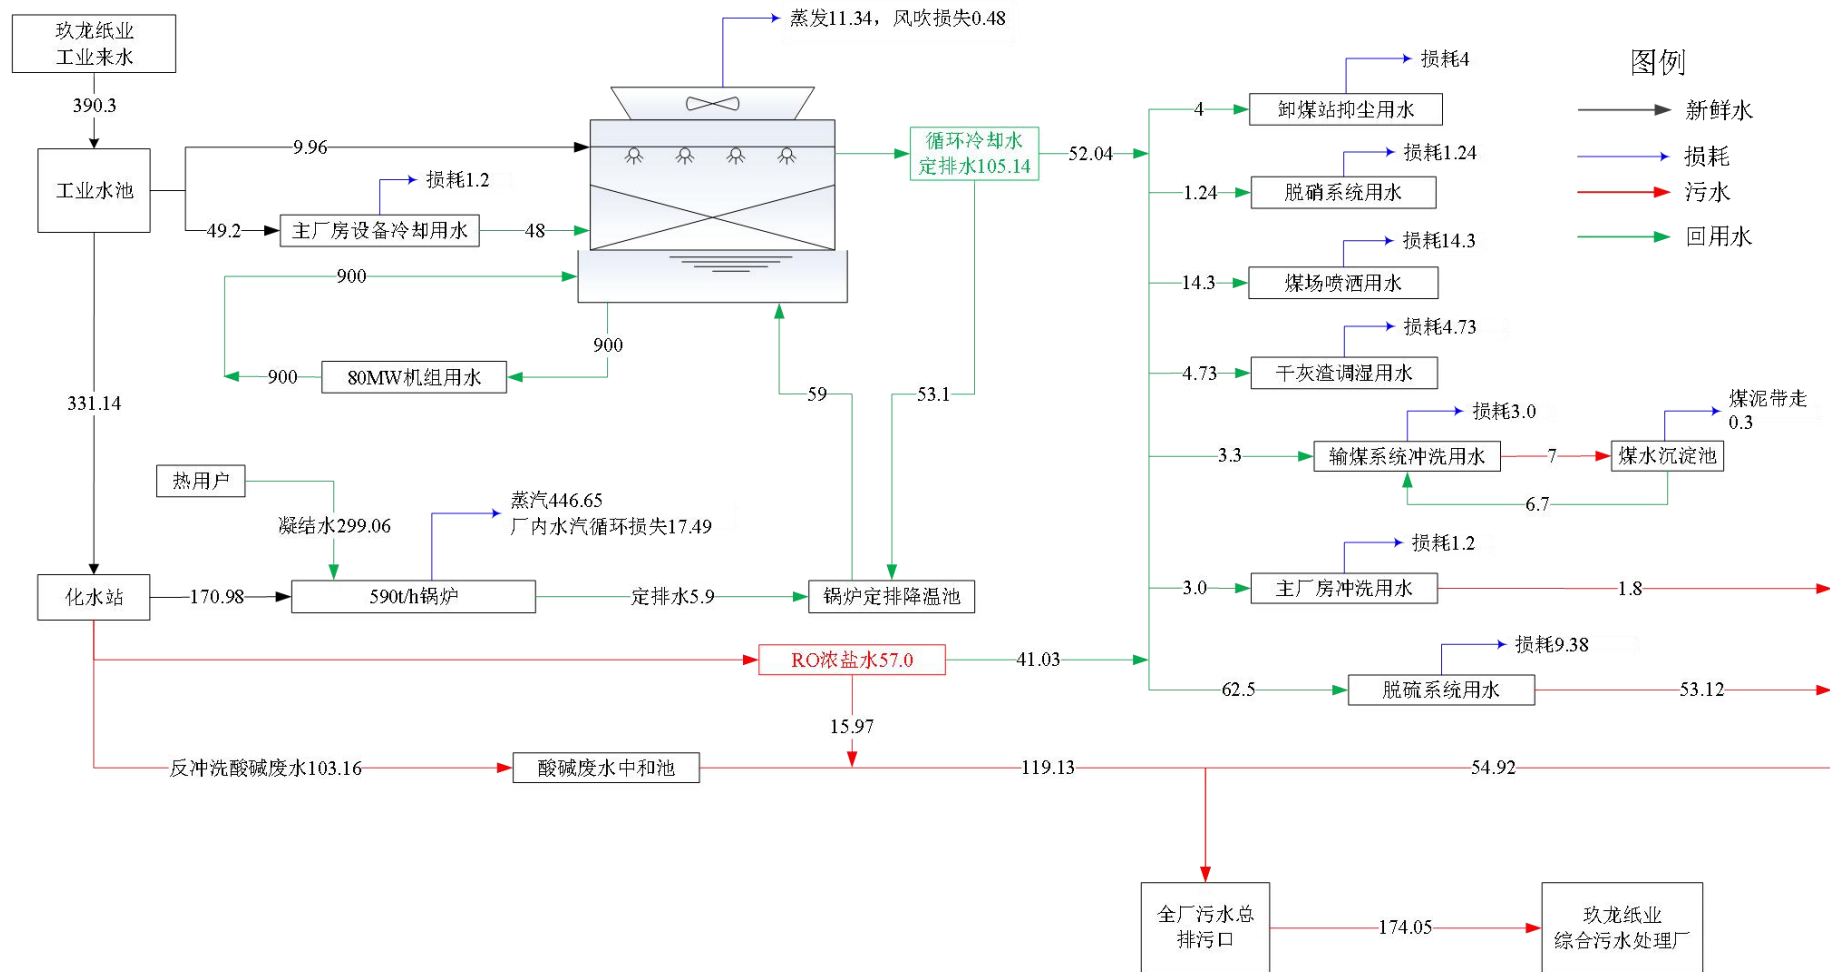 玖龙纸业
工业来水
390.3
工业水池
9.96
49.2
损耗1.2
主厂房设备冷却用水
48
蒸发11.34，风吹损失0.48
900
900
80MW机组用水
900
循环冷却水
定排水105.14
52.04
59
53.1
331.14
热用户
凝结水299.06
蒸汽446.65
厂内水汽循环损失17.49
化水站
170.98
590t/h锅炉
定排水5.9
锅炉定排降温池
RO浓盐水57.0
41.03
15.97
反冲洗酸碱废水103.16
酸碱废水中和池
119.13
54.92
4
损耗4
卸煤站抑尘用水
1.24
损耗1.24
脱硝系统用水
14.3
损耗14.3
煤场喷洒用水
4.73
损耗4.73
干灰渣调湿用水
3.3
损耗3.0
输煤系统冲洗用水
7
煤泥带走
0.3
煤水沉淀池
6.7
3.0
损耗1.2
主厂房冲洗用水
1.8
62.5
损耗9.38
脱硫系统用水
53.12
全厂污水总
排污口
174.05
玖龙纸业
综合污水处理厂
图例
新鲜水
损耗
污水
回用水